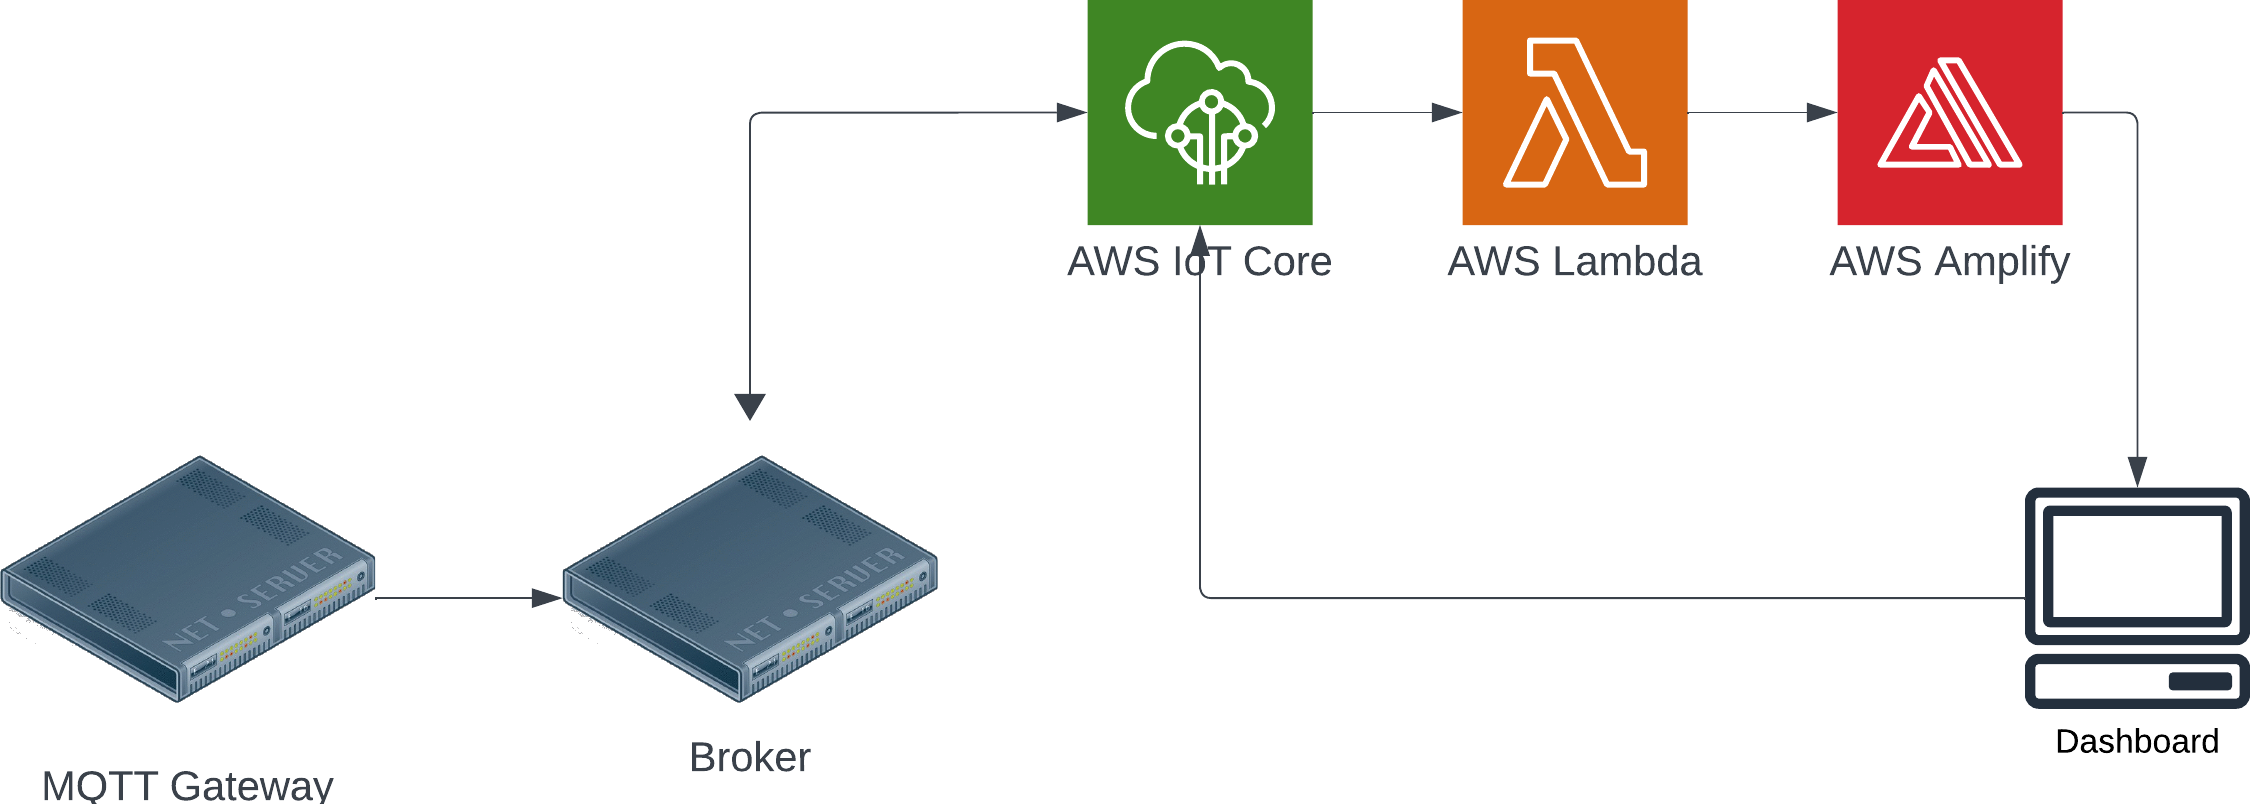 AWS IoT Core
AWS Lambda
AWS Amplify
NET • SERVER
NET • SERVER
Broker
Dashboard
MQTT Gateway